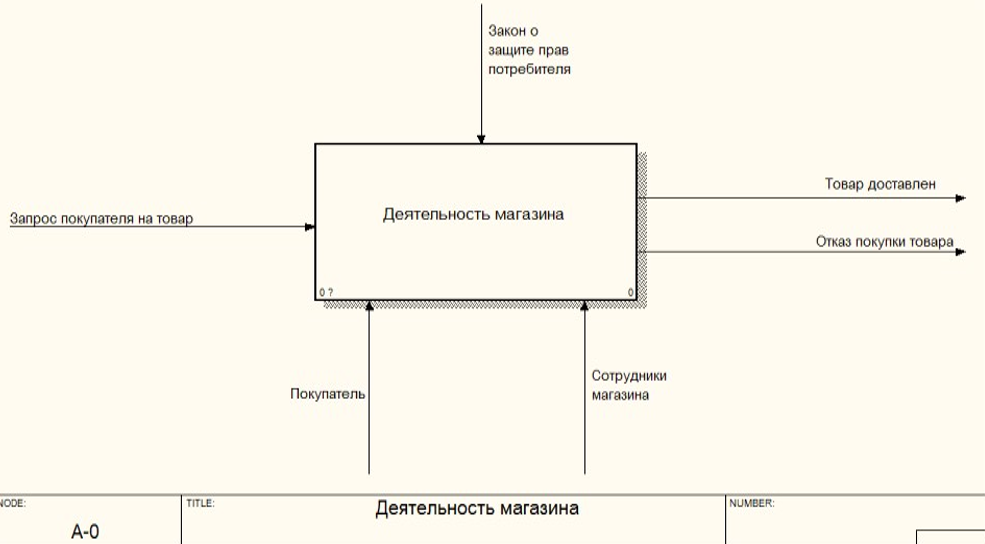 Закон о
защите прав
потребителя
Товар доставлен
Запрос покупателя на товар
Деятельность магазина
Отказ покупки товара
0 ?
0
Покупатель
Сотрудники
магазина
NODE:
TITLE:
Деятельность магазина
NUMBER:
A-0